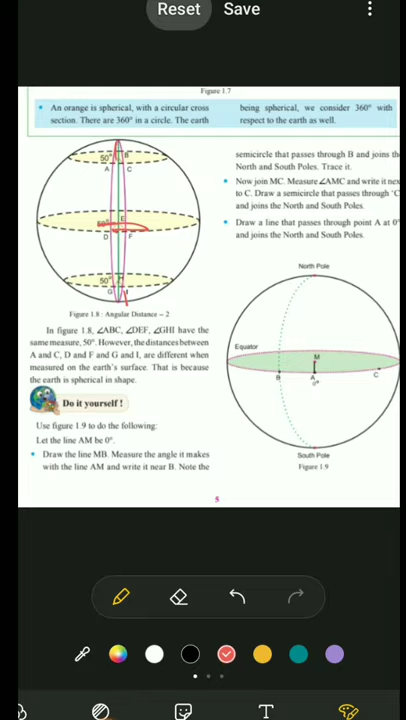 Reset
Save
Figure 1.7
• An orange is spherical, with a circular cross
section. There are 360° in a circle. The earth
being spherical, we consider 360° with
respect to the earth as well.
50°
B
A
C
50°
E
D
F
50°
H
G
I
Figure 1.8 : Angular Distance – 2
In figure 1.8, ∠ABC, ∠DEF, ∠GHI have the
same measure, 50°. However, the distances between
A and C, D and F and G and I, are different when
measured on the earth's surface. That is because
the earth is spherical in shape.
Do it yourself !
Use figure 1.9 to do the following:
Let the line AM be 0°.
• Draw the line MB. Measure the angle it makes
with the line AM and write it near B. Note the
semicircle that passes through B and joins the
North and South Poles. Trace it.
• Now join MC. Measure ∠AMC and write it nex
to C. Draw a semicircle that passes through 'C
and joins the North and South Poles.
• Draw a line that passes through point A at 0°
and joins the North and South Poles.
North Pole
Equator
M
B
A
0°
C
South Pole
Figure 1.9
5
T